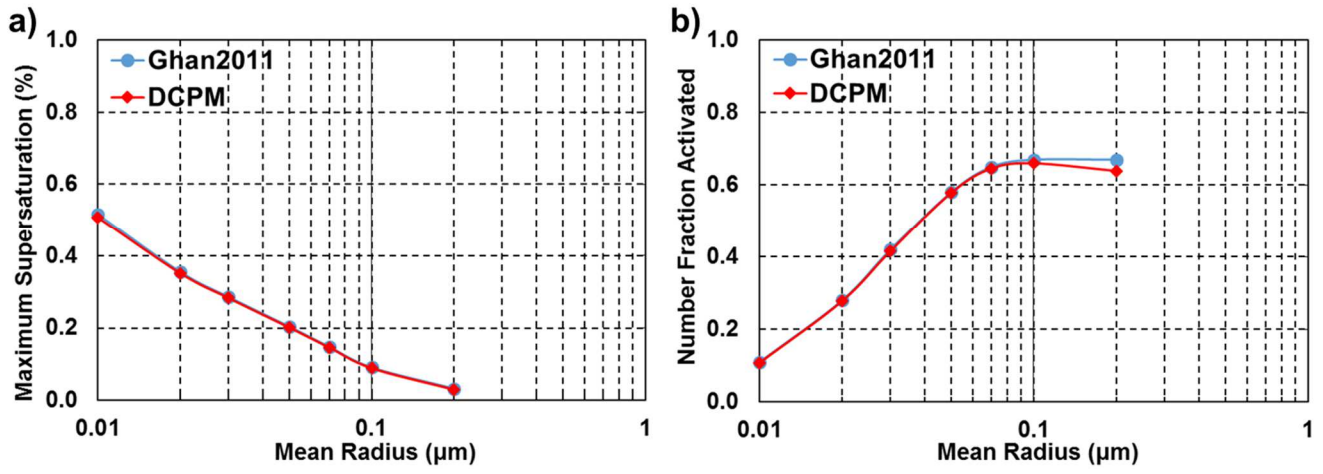 a)
Maximum Supersaturation (%)
1.0
0.8
0.6
0.4
0.2
0.0
Ghan2011
DCPM
0.01
0.1
1
Mean Radius (µm)
b)
Number Fraction Activated
1.0
0.8
0.6
0.4
0.2
0.0
Ghan2011
DCPM
0.01
0.1
1
Mean Radius (µm)